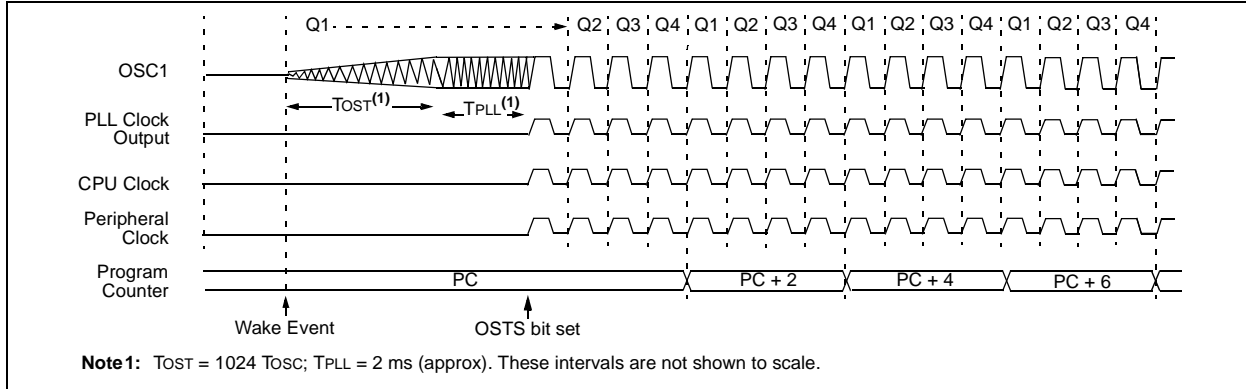 Q1 Q2 Q3 Q4 Q1 Q2 Q3 Q4 Q1 Q2 Q3 Q4 Q1 Q2 Q3 Q4
OSC1
TOST(1) TPLL(1)
PLL Clock
Output
CPU Clock
Peripheral
Clock
Program
Counter
PC PC + 2 PC + 4 PC + 6
Wake Event OSTS bit set
Note1: TOST = 1024 TOSC; TPLL = 2 ms (approx). These intervals are not shown to scale.